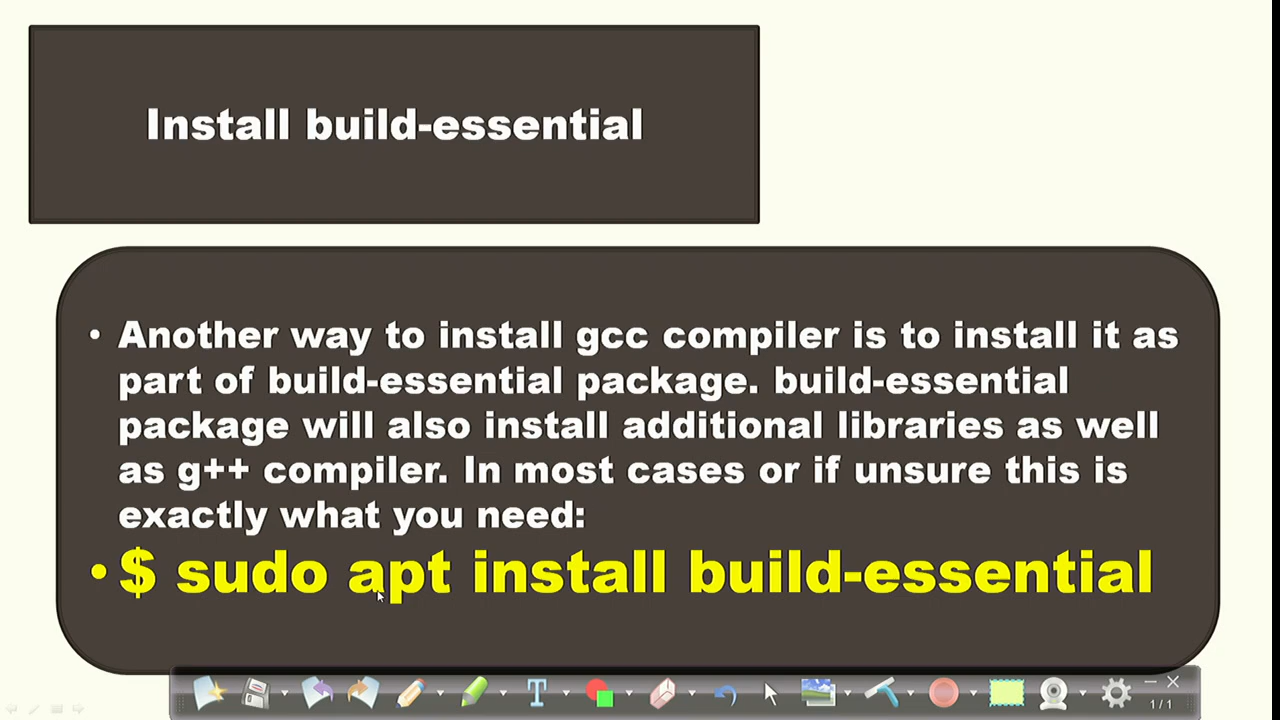 Install build-essential
• Another way to install gcc compiler is to install it as
part of build-essential package. build-essential
package will also install additional libraries as well
as g++ compiler. In most cases or if unsure this is
exactly what you need:
• $ sudo apt install build-essential
T
1/1